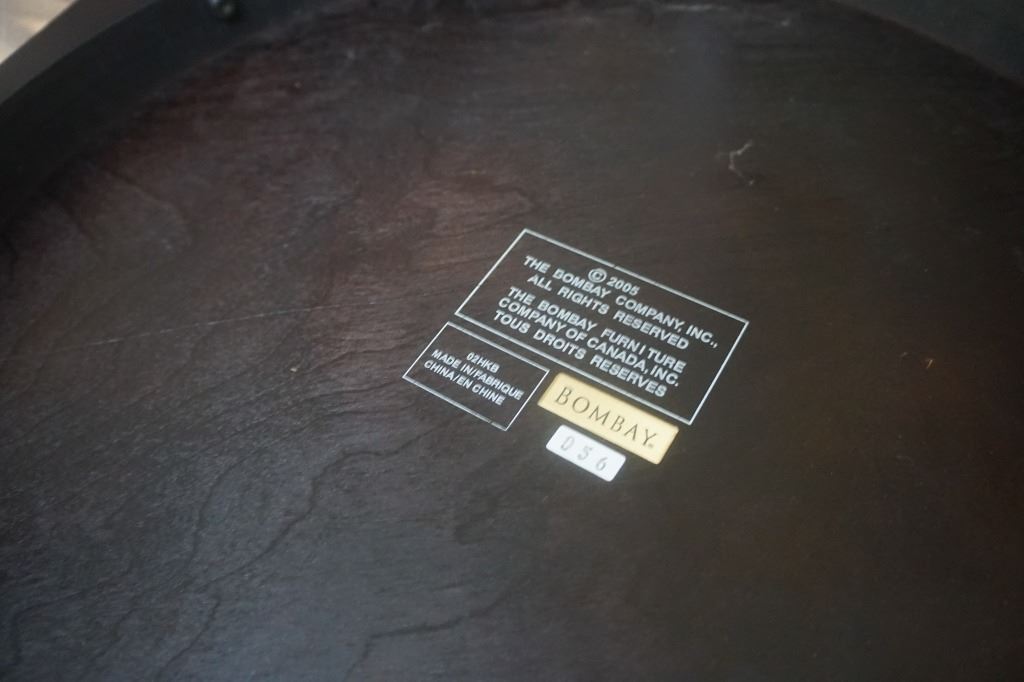 © 2005
THE BOMBAY COMPANY, INC.,
ALL RIGHTS RESERVED
THE BOMBAY FURNITURE
COMPANY OF CANADA, INC.
TOUS DROITS RESERVES
02HKB
MADE IN/FABRIQUE
CHINA/EN CHINE
BOMBAY
D56